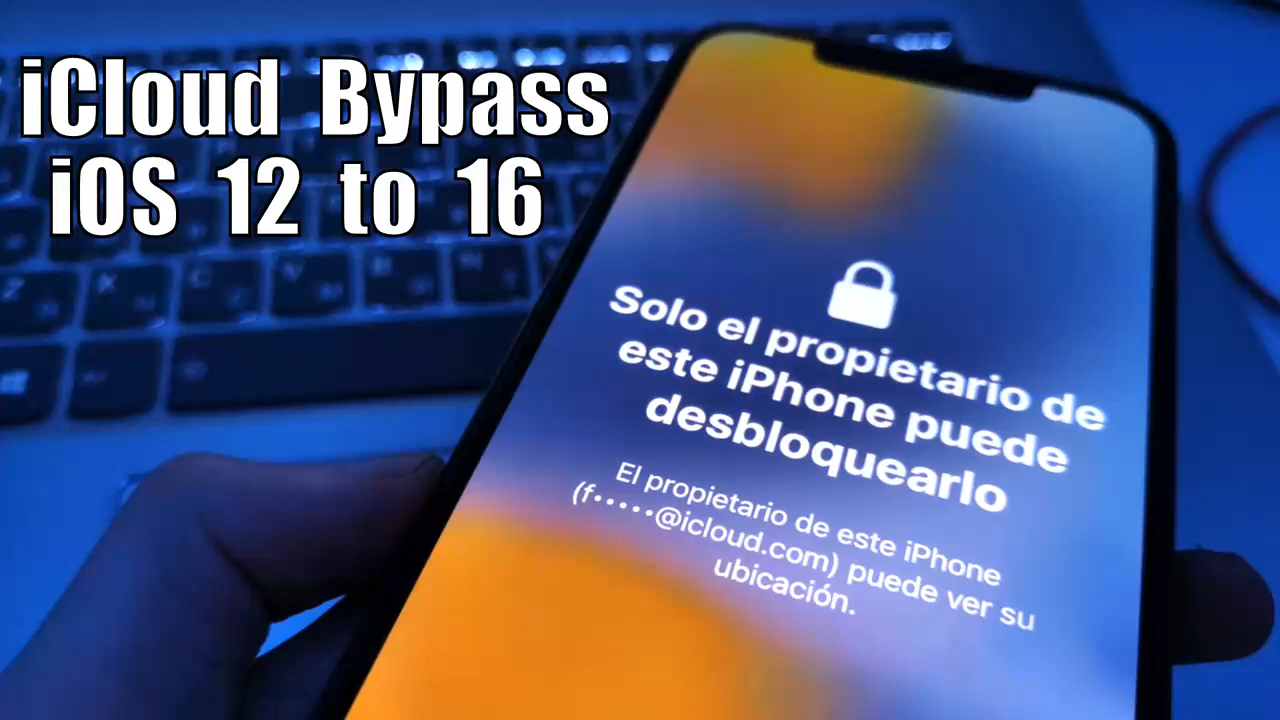 iCloud Bypass
iOS 12 to 16
Solo el propietario de
este iPhone puede
desbloquearlo
El propietario de este iPhone
(f•••••@icloud.com) puede ver su
ubicación.
Z
X
C
V
B
N